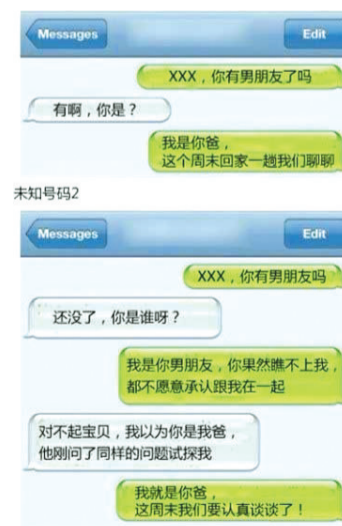 Messages
Edit
XXX，你有男朋友了吗
有啊，你是？
我是你爸，
这个周末回家一趟我们聊聊
未知号码2
Messages
Edit
XXX，你有男朋友吗
还没了，你是谁呀？
我是你男朋友，你果然瞧不上我，
都不愿意承认跟我在一起
对不起宝贝，我以为你是我爸，
他刚问了同样的问题试探我
我就是你爸，
这周末我们要认真谈谈了！